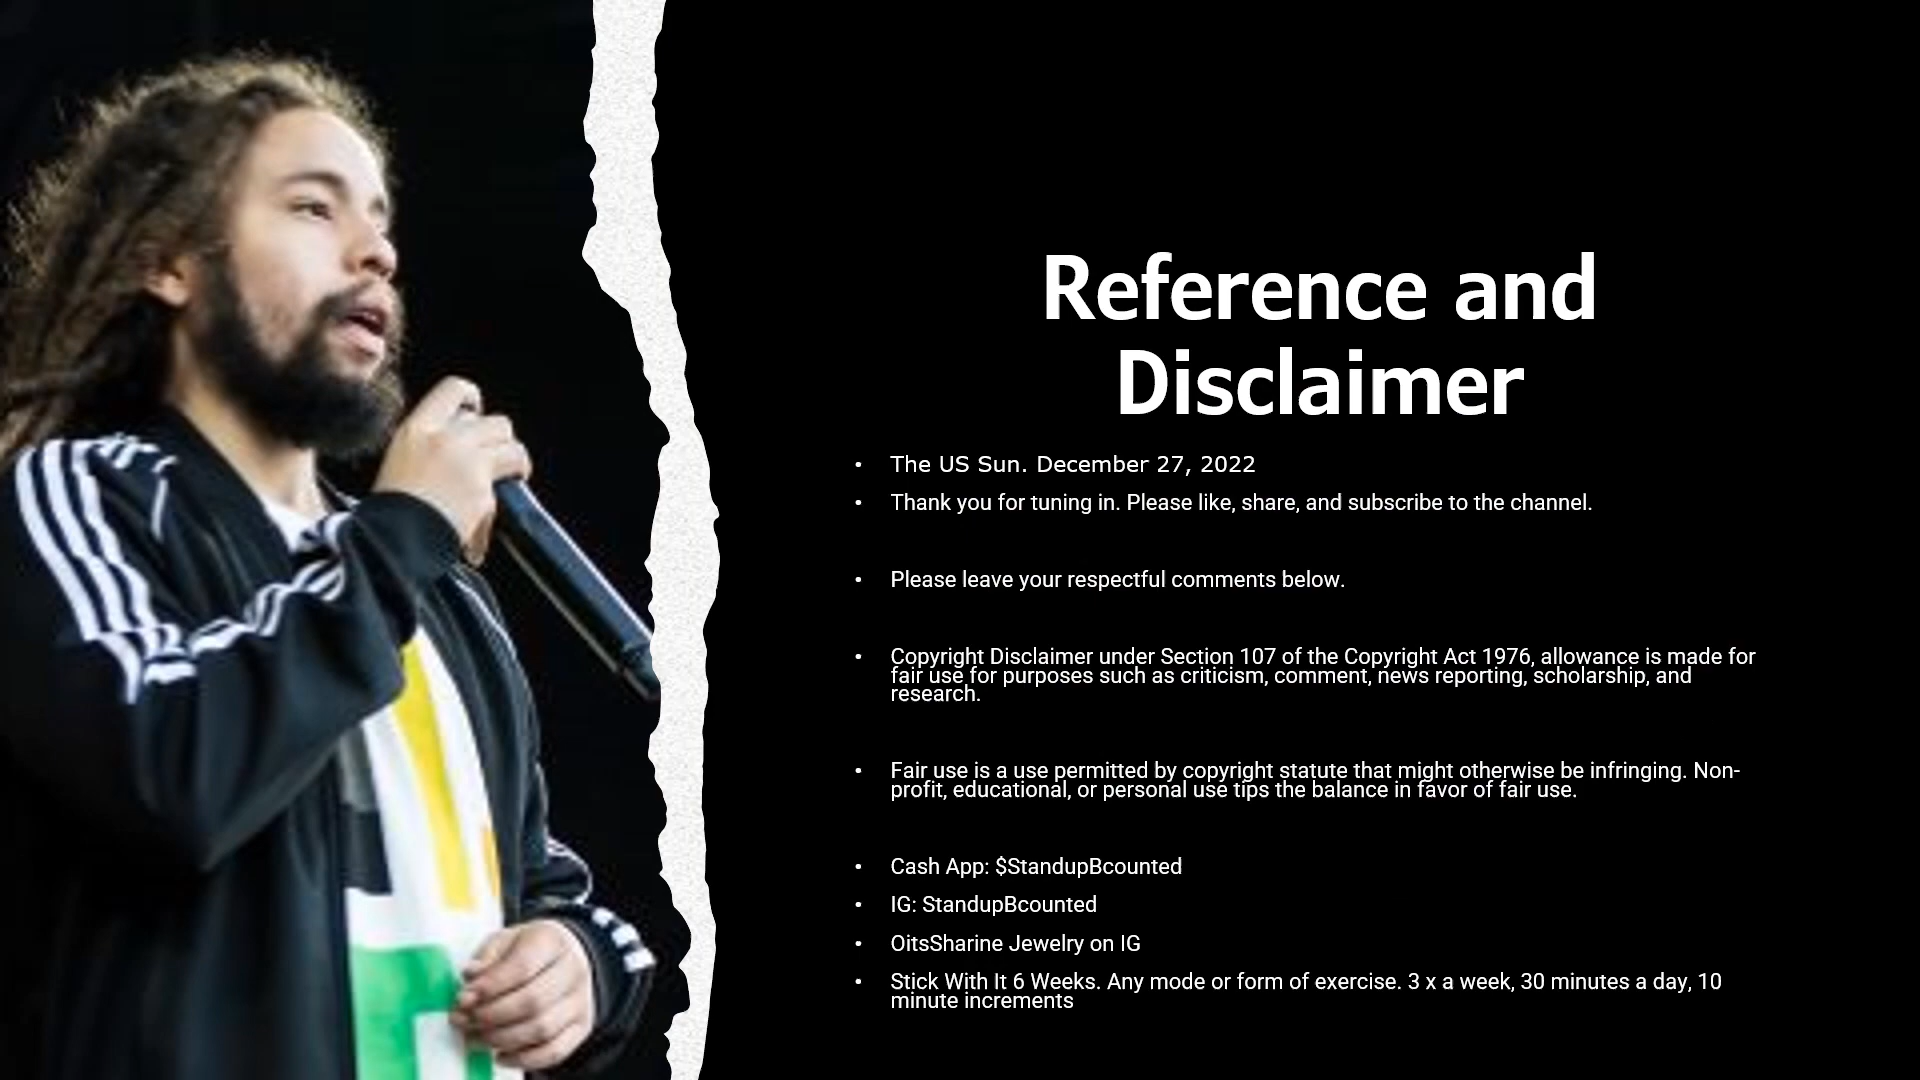 Reference and
Disclaimer
• The US Sun. December 27, 2022
• Thank you for tuning in. Please like, share, and subscribe to the channel.
• Please leave your respectful comments below.
• Copyright Disclaimer under Section 107 of the Copyright Act 1976, allowance is made for
fair use for purposes such as criticism, comment, news reporting, scholarship, and
research.
• Fair use is a use permitted by copyright statute that might otherwise be infringing. Non-
profit, educational, or personal use tips the balance in favor of fair use.
• Cash App: $StandupBcounted
• IG: StandupBcounted
• OitsSharine Jewelry on IG
• Stick With It 6 Weeks. Any mode or form of exercise. 3 x a week, 30 minutes a day, 10
minute increments